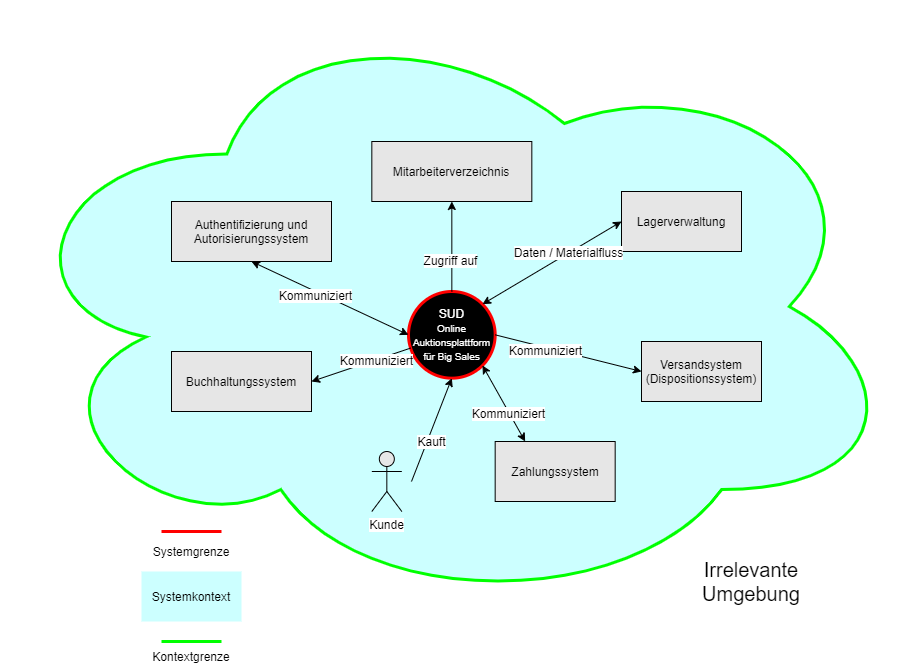 Mitarbeiterverzeichnis
Authentifizierung und
Autorisierungssystem
Lagerverwaltung
Daten / Materialfluss
Zugriff auf
Kommuniziert
SUD
Online
Auktionsplattform
für Big Sales
Kommuniziert
Kommuniziert
Versandsystem
(Dispositionssystem)
Buchhaltungssystem
Kommuniziert
Kauft
Zahlungssystem
Kunde
Systemgrenze
Irrelevante
Umgebung
Systemkontext
Kontextgrenze